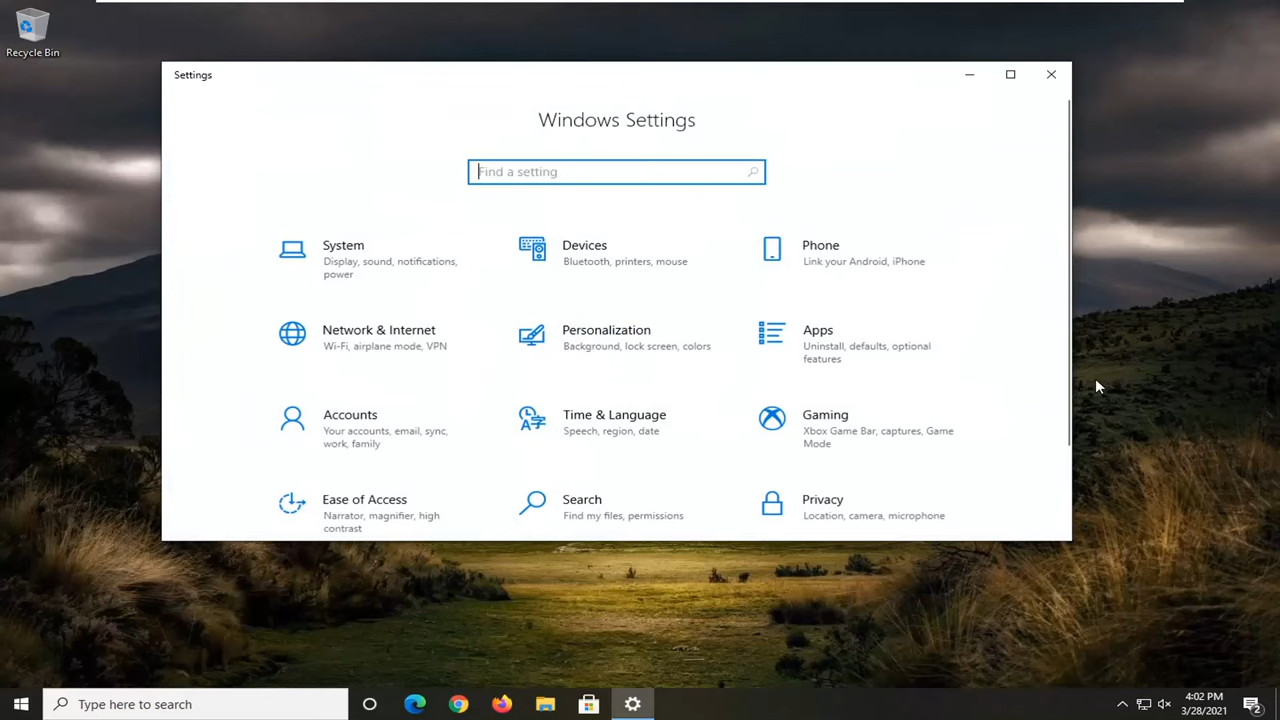 Recycle Bin
Settings
Windows Settings
Find a setting
System
Display, sound, notifications,
power
Devices
Bluetooth, printers, mouse
Phone
Link your Android, iPhone
Network & Internet
Wi-Fi, airplane mode, VPN
Personalization
Background, lock screen, colors
Apps
Uninstall, defaults, optional
features
Accounts
Your accounts, email, sync,
work, family
Time & Language
Speech, region, date
Gaming
Xbox Game Bar, captures, Game
Mode
Ease of Access
Narrator, magnifier, high
contrast
Search
Find my files, permissions
Privacy
Location, camera, microphone
Type here to search
4:02 PM
3/28/2021
2